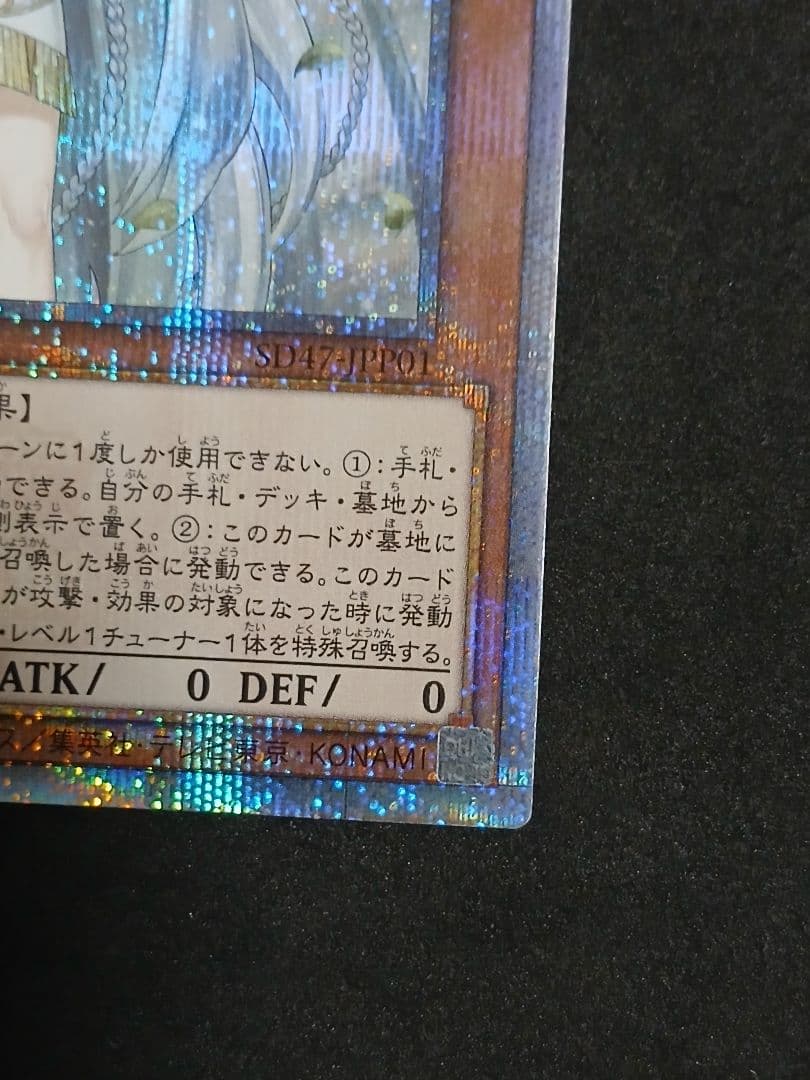 SD47-JPP01
果】
ーンに1度しか使用できない。①：手札・
できる。自分の手札・デッキ・墓地から
側表示で置く。②：このカードが墓地に
召喚した場合に発動できる。このカード
が攻撃・効果の対象になった時に発動
・レベル1チューナー1体を特殊召喚する。
ATK/ 0 DEF/ 0
ス／集英社・テレビ東京・KONAMI